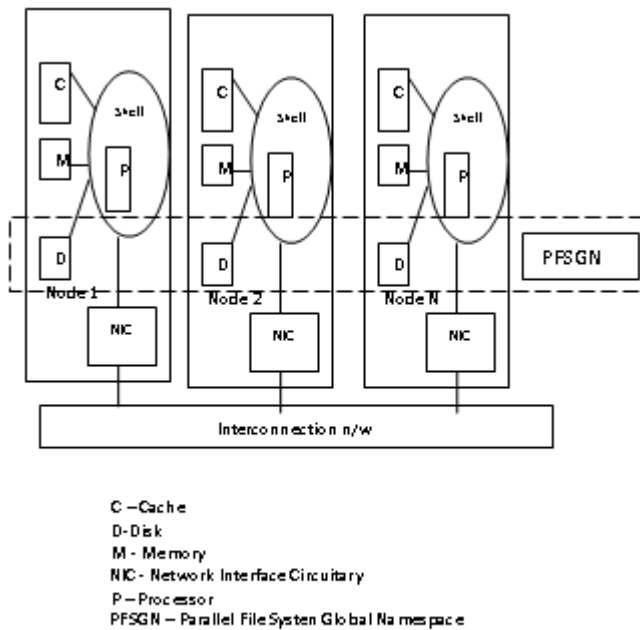 C
Shell
M
P
D
Node 1
NIC
C
Shell
M
P
D
Node 2
NIC
C
Shell
M
P
D
Node N
NIC
PFSGN
Interconnection n/w
C – Cache
D-Disk
M - Memory
NIC - Network Interface Circuitary
P – Processor
PFSGN – Parallel File Systen Global Namespace